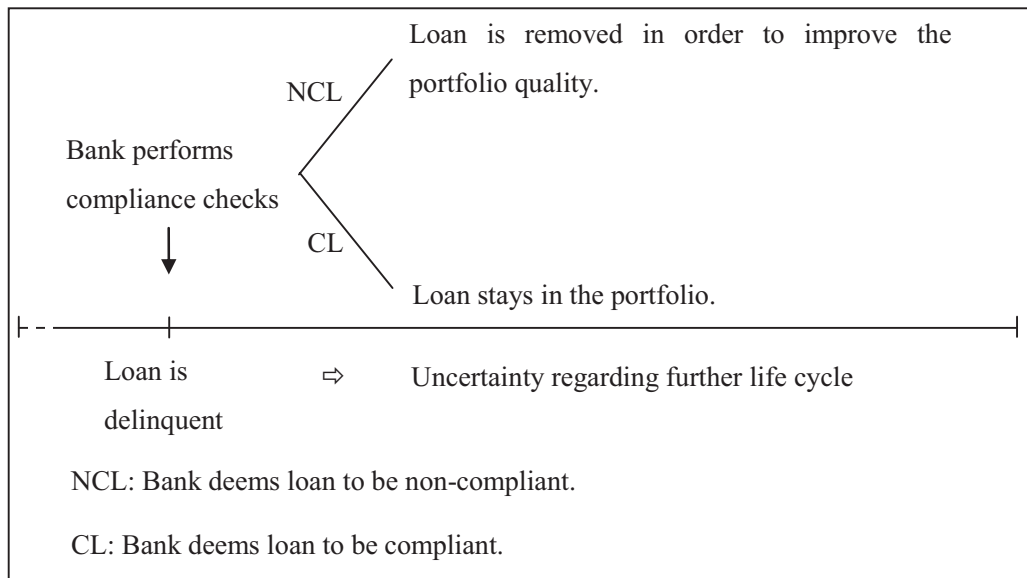 Loan is removed in order to improve the
portfolio quality.
NCL
Bank performs
compliance checks
CL
Loan stays in the portfolio.
Loan is
delinquent
⇨
Uncertainty regarding further life cycle
NCL: Bank deems loan to be non-compliant.
CL: Bank deems loan to be compliant.